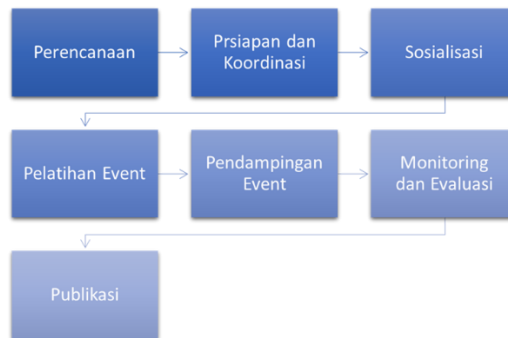 Perencanaan
Prsiapan dan
Koordinasi
Sosialisasi
Pelatihan Event
Pendampingan
Event
Monitoring
dan Evaluasi
Publikasi